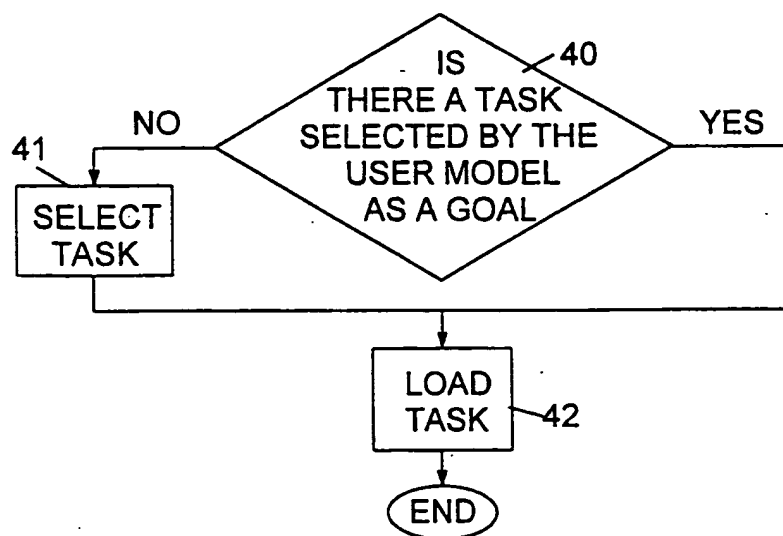 40
IS
THERE A TASK
SELECTED BY THE
USER MODEL
AS A GOAL
NO
YES
41
SELECT
TASK
LOAD
TASK
42
END